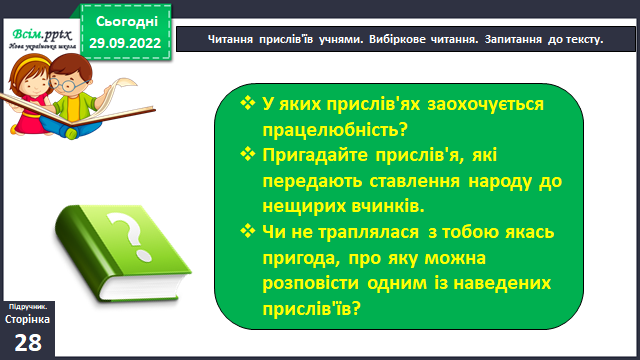 Всім.pptx
Нова українська школа
Сьогодні
29.09.2022
Читання прислів'їв учнями. Вибіркове читання. Запитання до тексту.
❖ У яких прислів'ях заохочується
працелюбність?
❖ Пригадайте прислів'я, які
передають ставлення народу до
нещирих вчинків.
❖ Чи не траплялася з тобою якась
пригода, про яку можна
розповісти одним із наведених
прислів'їв?
?
Підручник.
Сторінка
28